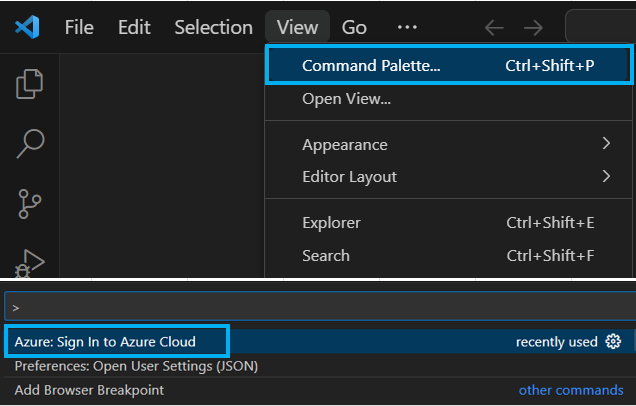 File Edit Selection View Go ...
Command Palette... Ctrl+Shift+P
Open View...
Appearance
Editor Layout
Explorer Ctrl+Shift+E
Search Ctrl+Shift+F
>
Azure: Sign In to Azure Cloud recently used
Preferences: Open User Settings (JSON)
Add Browser Breakpoint other commands